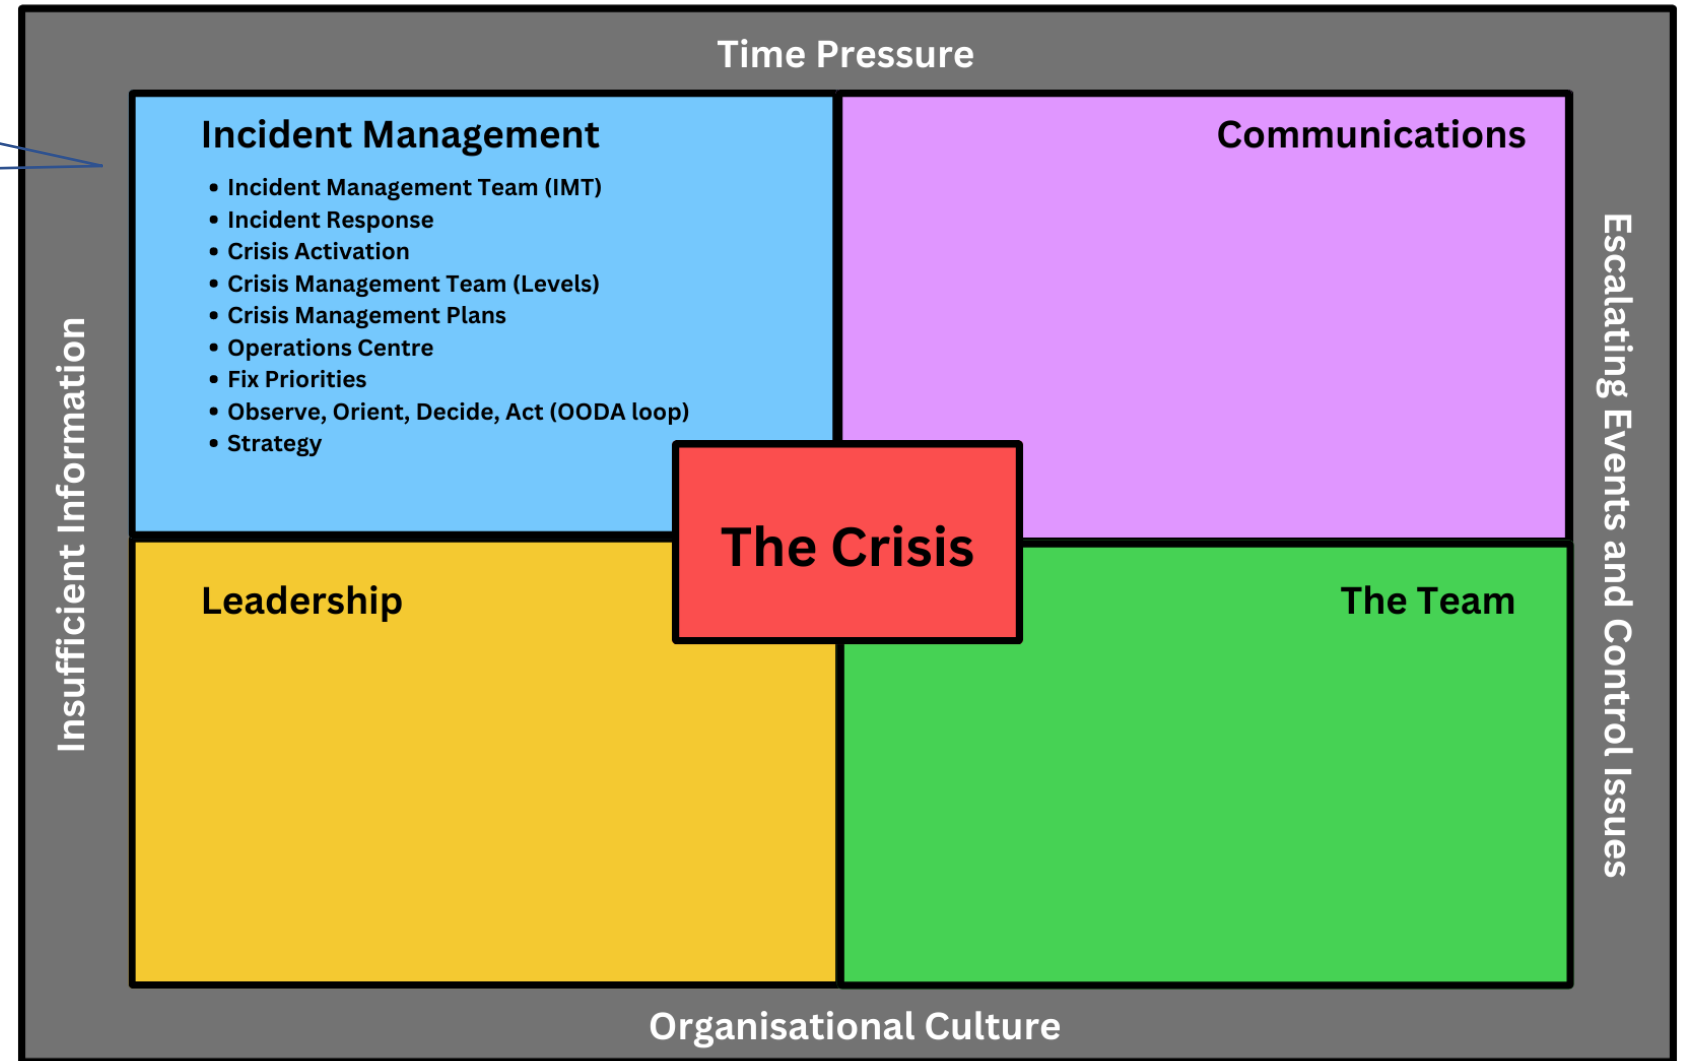 Time Pressure
Incident Management
• Incident Management Team (IMT)
• Incident Response
• Crisis Activation
• Crisis Management Team (Levels)
• Crisis Management Plans
• Operations Centre
• Fix Priorities
• Observe, Orient, Decide, Act (OODA loop)
• Strategy
Communications
Insufficient Information
The Crisis
Escalating Events and Control Issues
Leadership
The Team
Organisational Culture